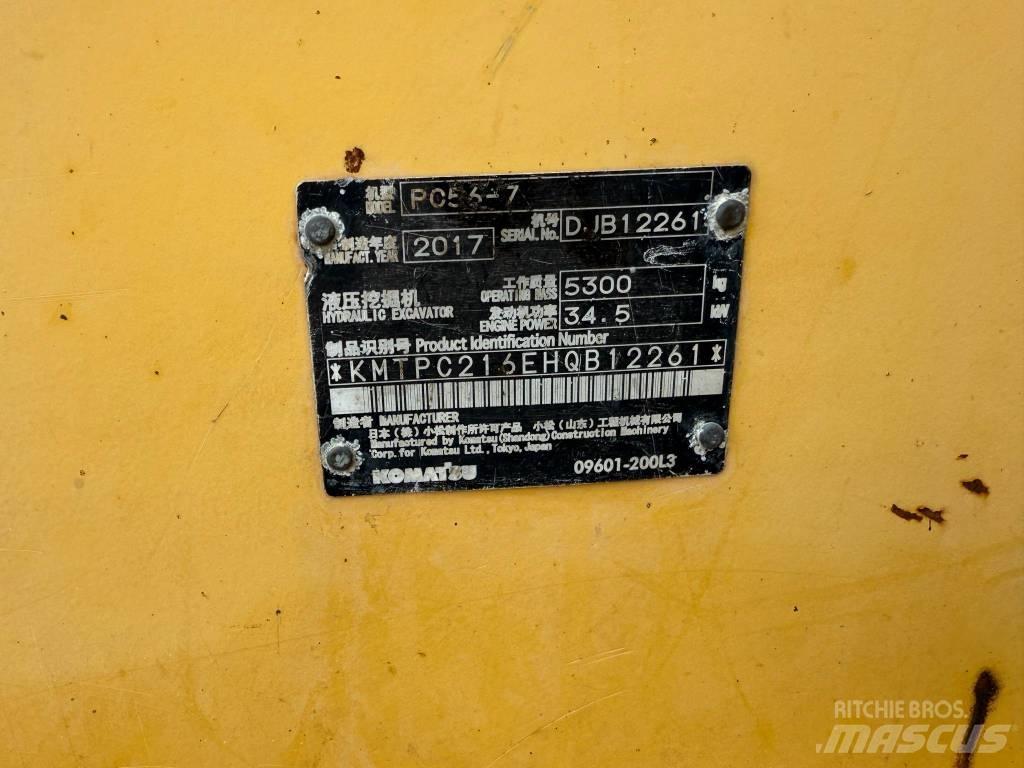 机型 MODEL PC56-7
机号 SERIAL No. DJB12261
制造年度 MANUFACT. YEAR 2017
工作质量 OPERATING MASS 5300 kg
液压挖掘机 HYDRAULIC EXCAVATOR
发动机功率 ENGINE POWER 34.5 kW
制品识别号 Product Identification Number
*KMTPC216EHQB12261*
制造者 MANUFACTURER
日本（株）小松制作所许可产品 小松（山东）工程机械有限公司
Manufactured by Komatsu(Shandong)Construction Machinery
Corp.for Komatsu Ltd.,Tokyo,Japan
KOMATSU 09601-200L3
RITCHIE BROS.
MASCUS